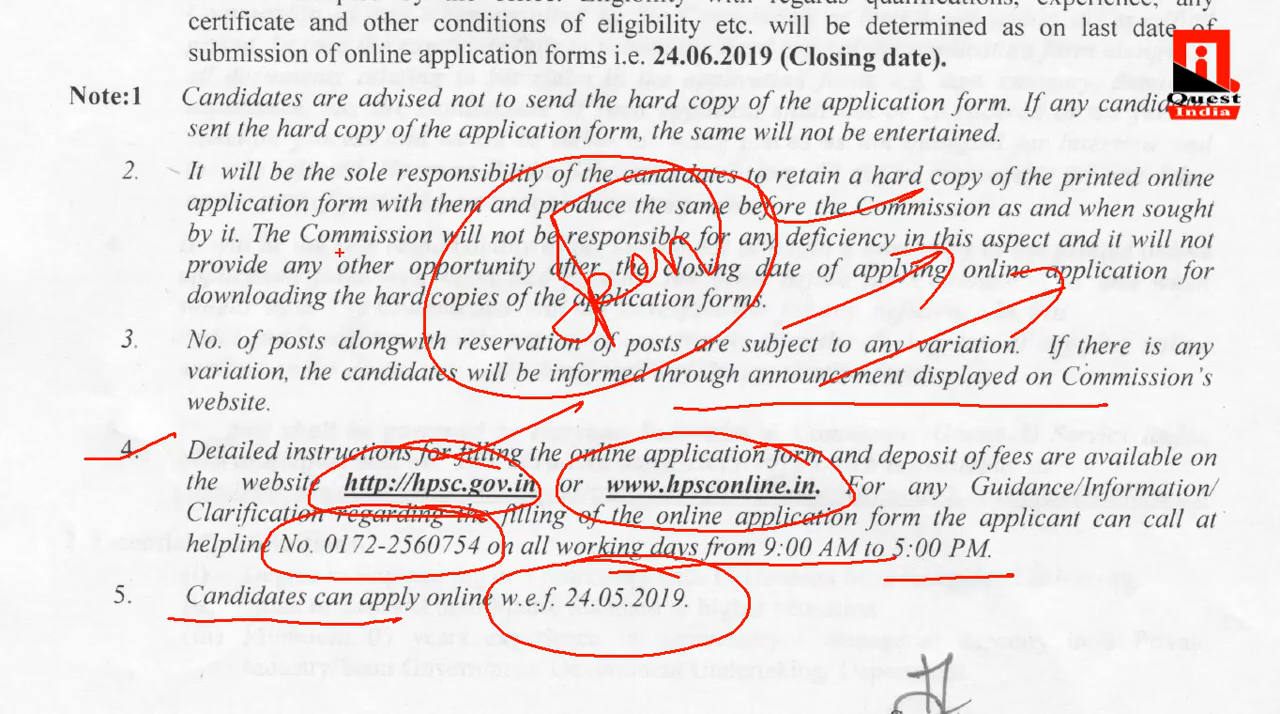 certificate and other conditions of eligibility etc. will be determined as on last date of
submission of online application forms i.e. 24.06.2019 (Closing date).
Quest
India
Note:1 Candidates are advised not to send the hard copy of the application form. If any
sent the hard copy of the application form, the same will not be entertained.
2. It will be the sole responsibility of the candidates to retain a hard copy of the printed online
application form with them and produce the same before the Commission as and when sought
by it. The Commission will not be responsible for any deficiency in this aspect and it will not
provide any other opportunity after the closing date of applying online application for
downloading the hard copies of the application forms.
3. No. of posts alongwith reservation of posts are subject to any variation. If there is any
variation, the candidates will be informed through announcement displayed on Commission's
website.
4. Detailed instructions for filling the online application form and deposit of fees are available on
the website http://hpsc.gov.in or www.hpsconline.in. For any Guidance/Information/
Clarification regarding the filling of the online application form the applicant can call at
helpline No. 0172-2560754 on all working days from 9:00 AM to 5:00 PM.
5. Candidates can apply online w.e.f. 24.05.2019.